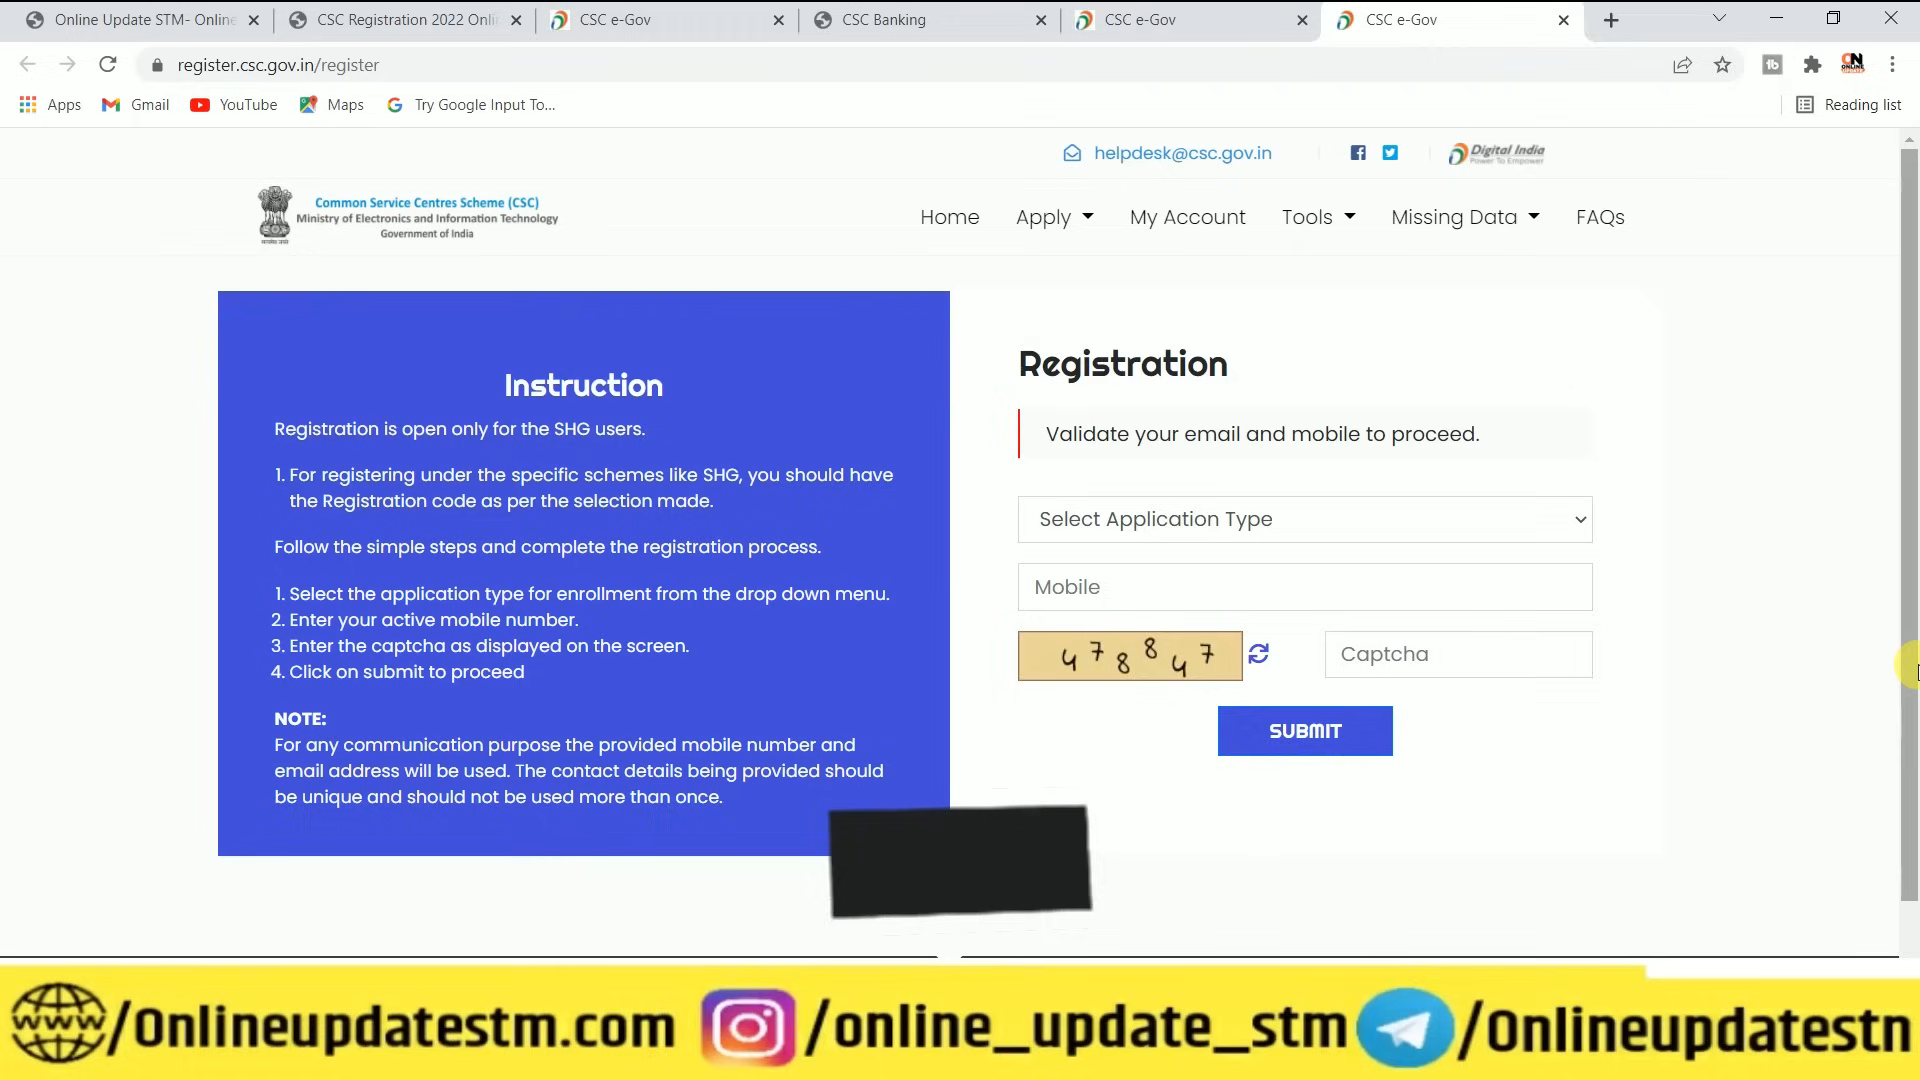 Online Update STM- Online
CSC Registration 2022 Onli
CSC e-Gov
CSC Banking
CSC e-Gov
CSC e-Gov
register.csc.gov.in/register
Apps
Gmail
YouTube
Maps
Try Google Input To...
Reading list
helpdesk@csc.gov.in
Digital India
Power To Empower
Common Service Centres Scheme (CSC)
Ministry of Electronics and Information Technology
Government of India
Home
Apply
My Account
Tools
Missing Data
FAQs
Instruction
Registration is open only for the SHG users.
1. For registering under the specific schemes like SHG, you should have
the Registration code as per the selection made.
Follow the simple steps and complete the registration process.
1. Select the application type for enrollment from the drop down menu.
2. Enter your active mobile number.
3. Enter the captcha as displayed on the screen.
4. Click on submit to proceed
NOTE:
For any communication purpose the provided mobile number and
email address will be used. The contact details being provided should
be unique and should not be used more than once.
Registration
Validate your email and mobile to proceed.
Select Application Type
Mobile
478847
Captcha
SUBMIT
www/Onlineupdatestm.com
/online_update_stm
/Onlineupdatestn